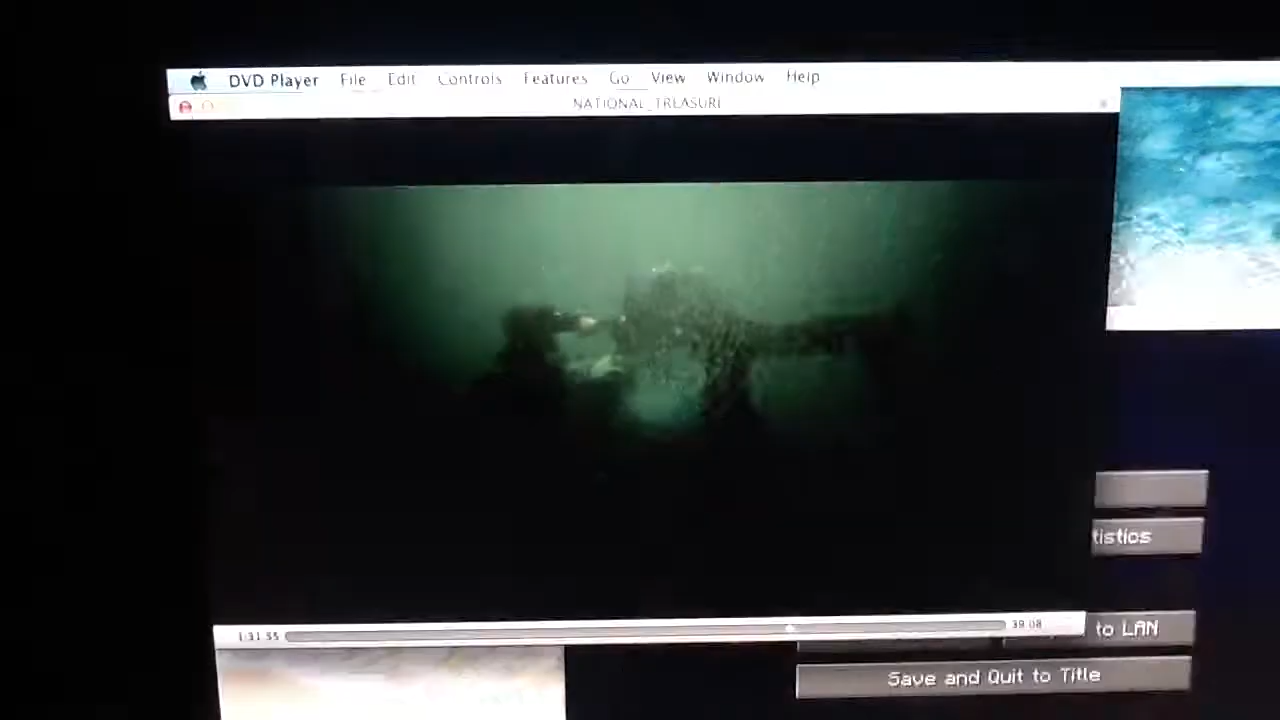 DVD Player File Edit Controls Features Go View Window Help
NATIONAL_TREASURE
tistics
1:31:55
39:08
to LAN
Save and Quit to Title